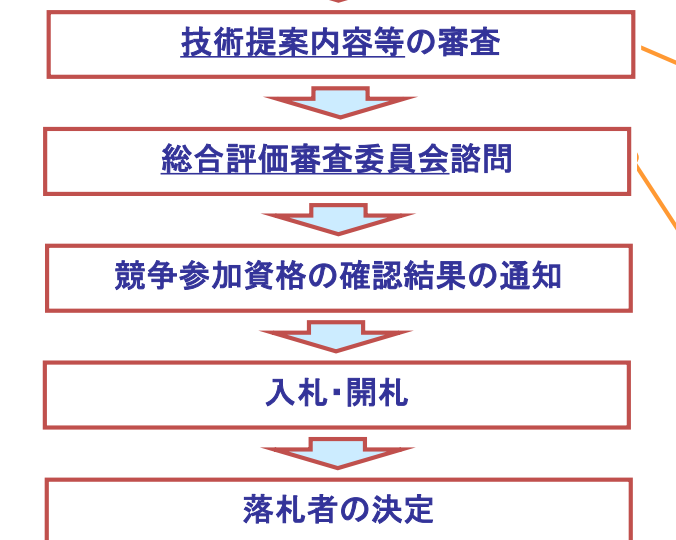 技術提案内容等の審査
総合評価審査委員会諮問
競争参加資格の確認結果の通知
入札・開札
落札者の決定